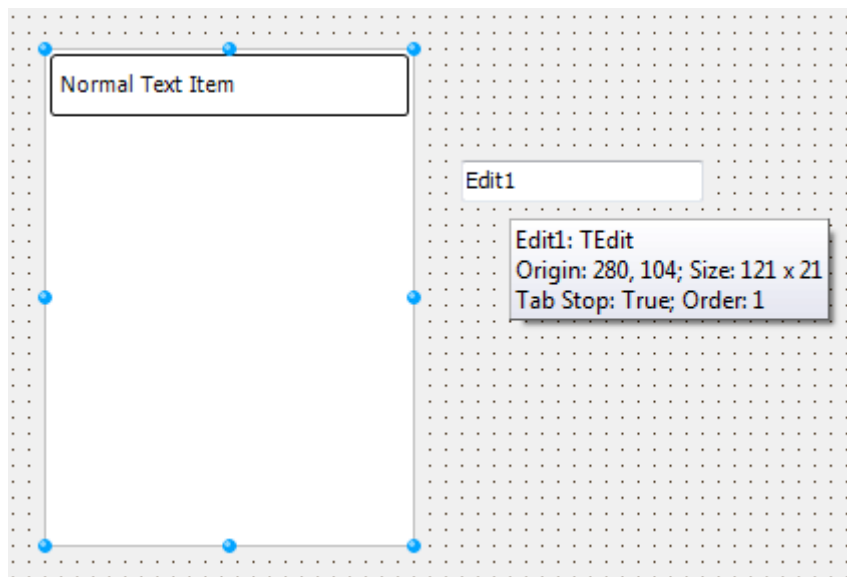 Normal Text Item
Edit1
Edit1: TEdit
Origin: 280, 104; Size: 121 x 21
Tab Stop: True; Order: 1